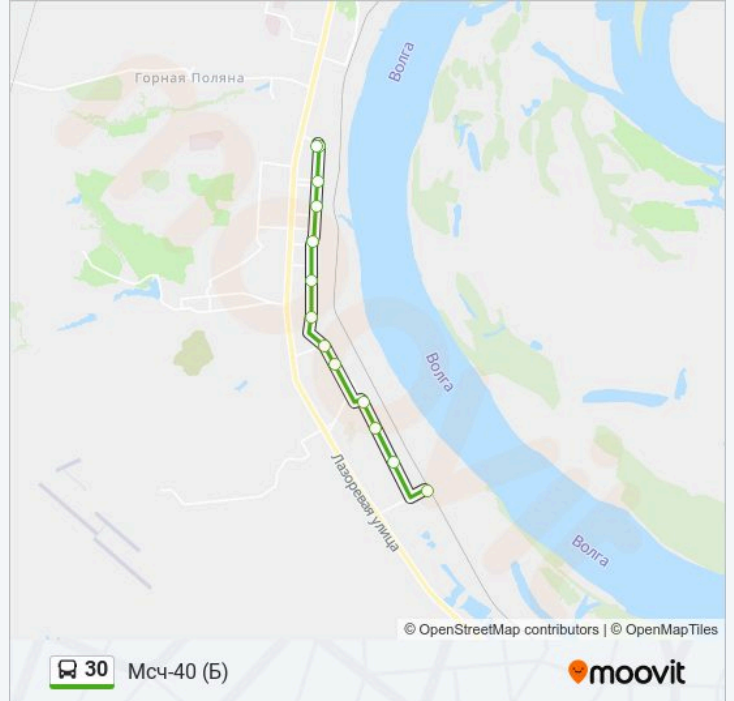 Волга
Горная Поляна
Волга
Лазоревая улица
Волга
© OpenStreetMap contributors | © OpenMapTiles
30 Мсч-40 (Б)
moovit